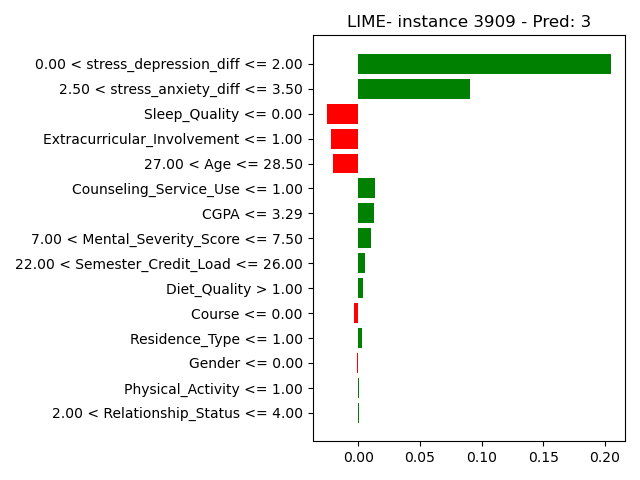 LIME- instance 3909 - Pred: 3
0.00 < stress_depression_diff <= 2.00
2.50 < stress_anxiety_diff <= 3.50
Sleep_Quality <= 0.00
Extracurricular_Involvement <= 1.00
27.00 < Age <= 28.50
Counseling_Service_Use <= 1.00
CGPA <= 3.29
7.00 < Mental_Severity_Score <= 7.50
22.00 < Semester_Credit_Load <= 26.00
Diet_Quality > 1.00
Course <= 0.00
Residence_Type <= 1.00
Gender <= 0.00
Physical_Activity <= 1.00
2.00 < Relationship_Status <= 4.00
0.00 0.05 0.10 0.15 0.20